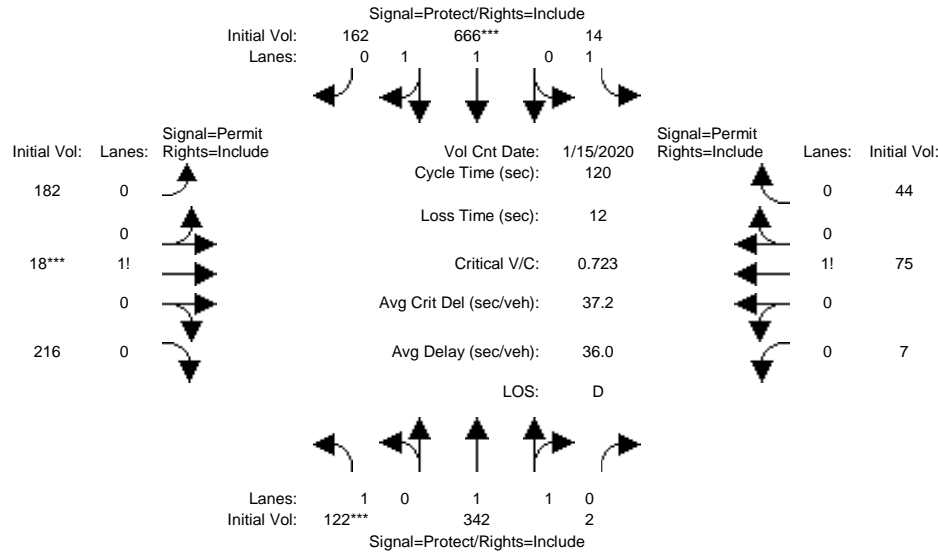 Signal=Protect/Rights=Include
Initial Vol: 162 666*** 14
Lanes: 0 1 1 0 1
Signal=Permit
Initial Vol: Lanes: Rights=Include
Vol Cnt Date: 1/15/2020
Signal=Permit
Rights=Include Lanes: Initial Vol:
Cycle Time (sec): 120
182 0
0 44
Loss Time (sec): 12
0
0
18*** 1!
Critical V/C: 0.723
1! 75
0
Avg Crit Del (sec/veh): 37.2
0
216 0
Avg Delay (sec/veh): 36.0
0 7
LOS: D
Lanes: 1 0 1 1 0
Initial Vol: 122*** 342 2
Signal=Protect/Rights=Include